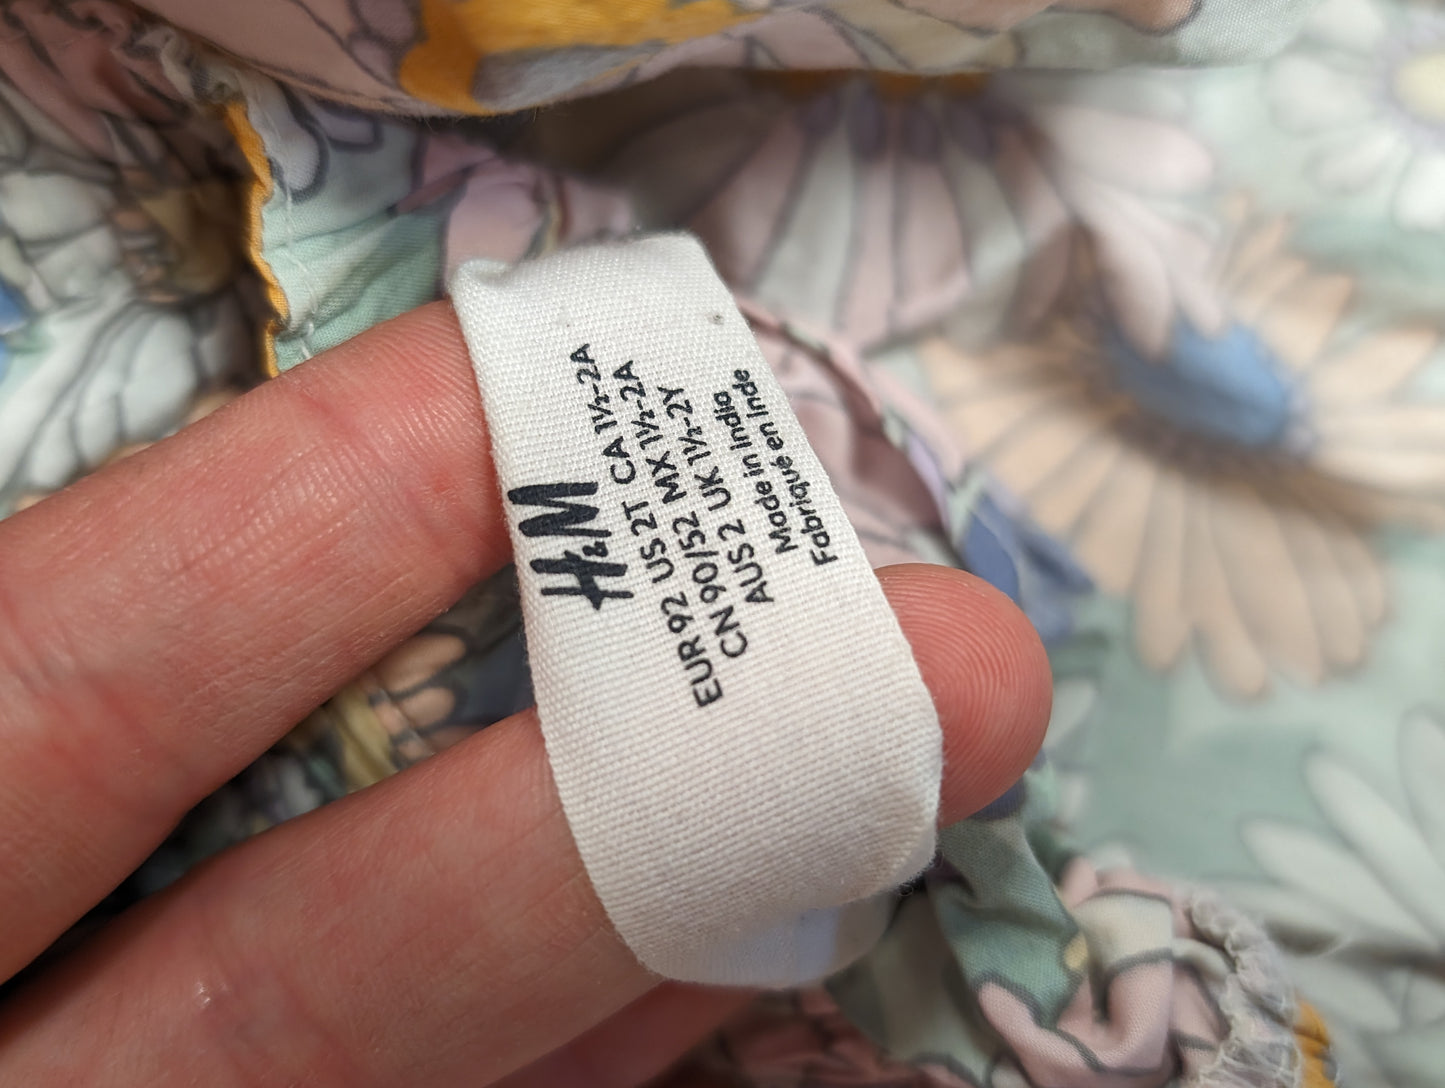 H&M
EUR 92 US 2T CA 1½-2A
CN 90/52 MX 1½-2A
AUS 2 UK 1½-2Y
Made in India
Fabriqué en Inde